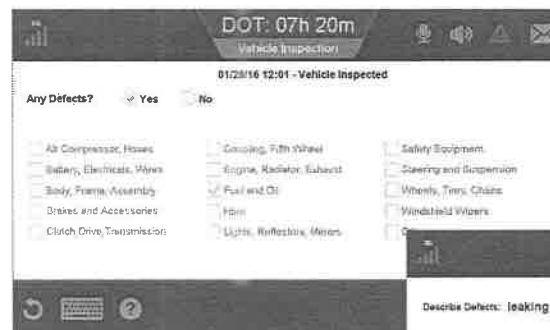 DOT: 07h 20m
Vehicle Inspection
01/28/16 12:01 - Vehicle Inspected
Any Defects? Yes No
Air Compressor, Hoses
Battery, Electricals, Wires
Body, Frame, Assembly
Brakes and Accessories
Clutch, Drive, Transmission
Coupling, Fifth Wheel
Engine, Radiator, Exhaust
Fuel and Oil
Horn
Lights, Reflectors, Mirrors
Safety Equipment
Steering and Suspension
Wheels, Tires, Chains
Windshield Wipers
Describe Defects: leaking